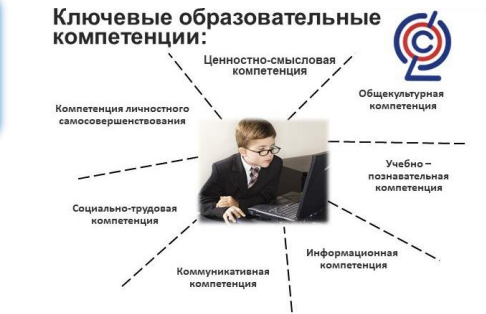 Ключевые образовательные
компетенции:
Ценностно-смысловая
компетенция
Общекультурная
компетенция
Компетенция личностного
самосовершенствования
Учебно –
познавательная
компетенция
Социально-трудовая
компетенция
Информационная
компетенция
Коммуникативная
компетенция